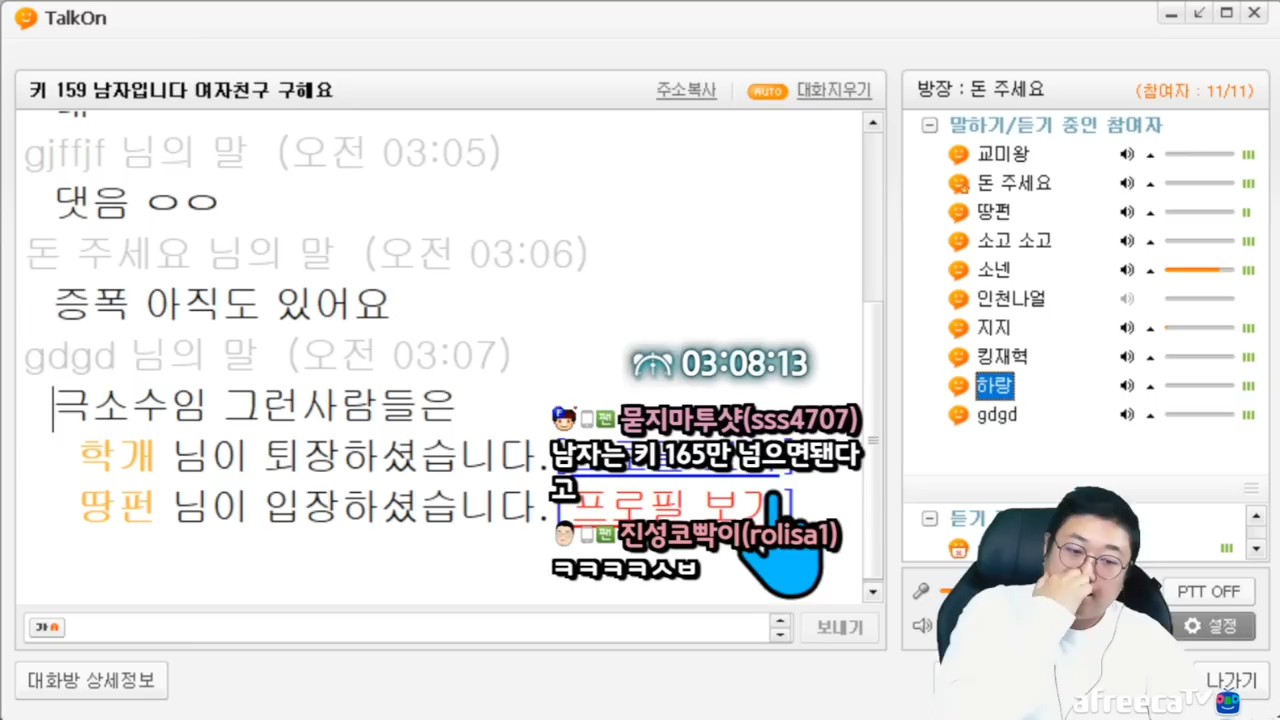 TalkOn
키 159 남자입니다 여자친구 구해요
주소복사
AUTO
대화지우기
gjffjf 님의 말 (오전 03:05)
댓음 ㅇㅇ
돈 주세요 님의 말 (오전 03:06)
증폭 아직도 있어요
gdgd 님의 말 (오전 03:07)
극소수임 그런사람들은
학개 님이 퇴장하셨습니다.
땅펀 님이 입장하셨습니다.
프로필 보기
03:08:13
묻지마투샷(sss4707)
남자는 키 165만 넘으면됐다
고
진성코빡이(rolisa1)
ㅋㅋㅋㅋㅅㅂ
가
보내기
대화방 상세정보
방장 : 돈 주세요
(참여자 : 11/11)
말하기/듣기 중인 참여자
교미왕
돈 주세요
땅펀
소고 소고
소넨
인천나얼
지지
킹재혁
하랑
gdgd
듣기
PTT OFF
설정
나가기
afreecaTV